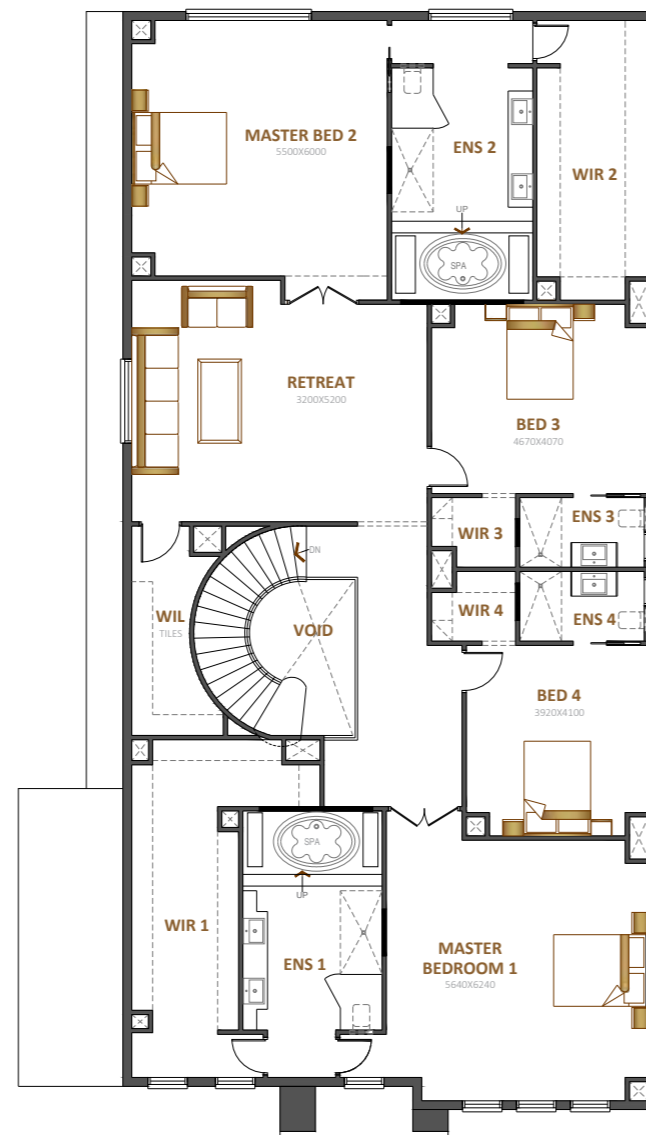 MASTER BED 2
5500X6000
ENS 2
WIR 2
UP
SPA
RETREAT
3200X5200
BED 3
4670X4070
WIR 3
ENS 3
DN
WIL
TILES
VOID
WIR 4
ENS 4
BED 4
3920X4100
SPA
UP
WIR 1
ENS 1
MASTER
BEDROOM 1
5640X6240